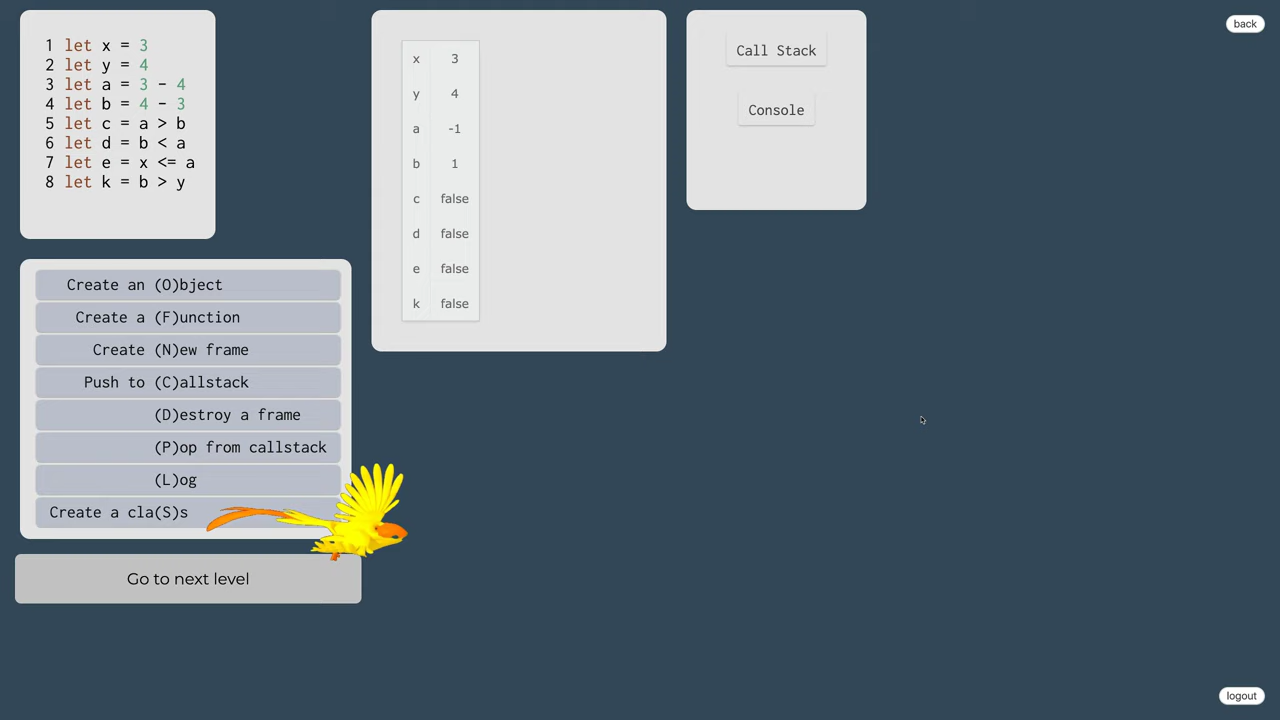 1 let x = 3
2 let y = 4
3 let a = 3 - 4
4 let b = 4 - 3
5 let c = a > b
6 let d = b < a
7 let e = x <= a
8 let k = b > y
Create an (O)bject
Create a (F)unction
Create (N)ew frame
Push to (C)allstack
(D)estroy a frame
(P)op from callstack
(L)og
Create a cla(S)s
Go to next level
x 3
y 4
a -1
b 1
c false
d false
e false
k false
Call Stack
Console
back
logout